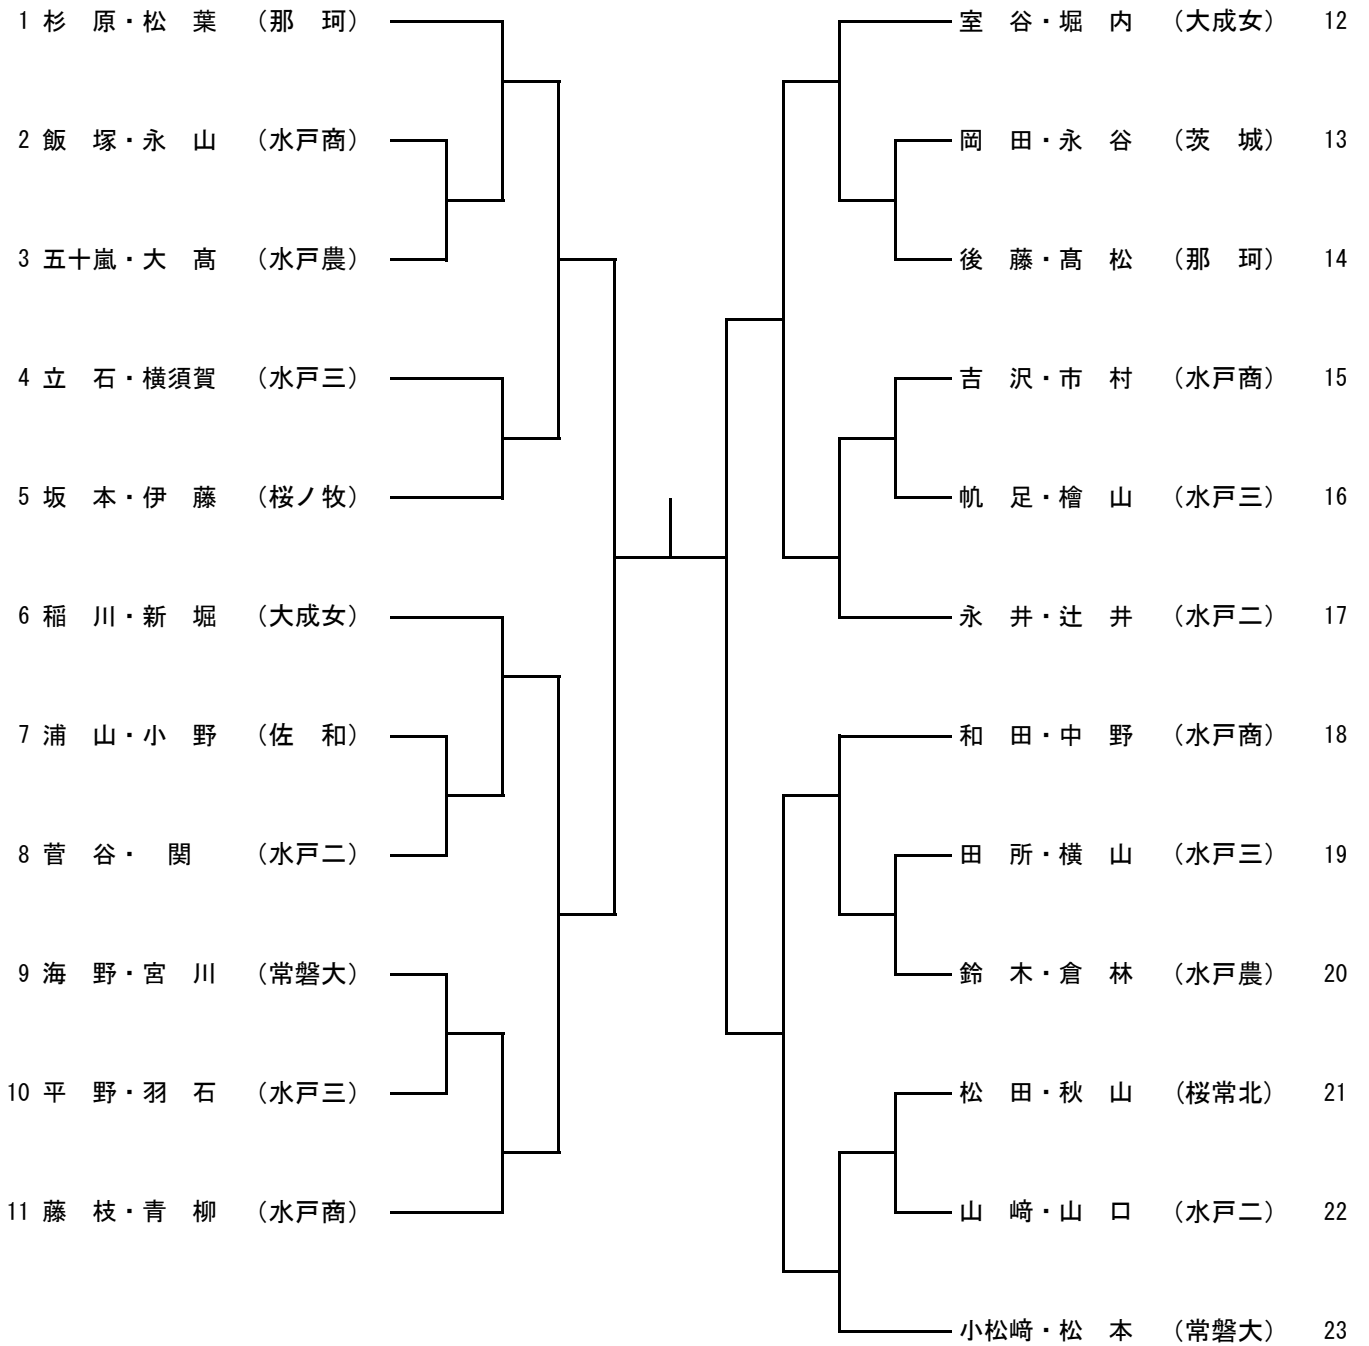 1 杉　原・松　葉　（那　珂）
2 飯　塚・永　山　（水戸商）
3 五十嵐・大　髙　（水戸農）
4 立　石・横須賀　（水戸三）
5 坂　本・伊　藤　（桜ノ牧）
6 稲　川・新　堀　（大成女）
7 浦　山・小　野　（佐　和）
8 菅　谷・　関　　（水戸二）
9 海　野・宮　川　（常磐大）
10 平　野・羽　石　（水戸三）
11 藤　枝・青　柳　（水戸商）
室　谷・堀　内　（大成女）　12
岡　田・永　谷　（茨　城）　13
後　藤・髙　松　（那　珂）　14
吉　沢・市　村　（水戸商）　15
帆　足・檜　山　（水戸三）　16
永　井・辻　井　（水戸二）　17
和　田・中　野　（水戸商）　18
田　所・横　山　（水戸三）　19
鈴　木・倉　林　（水戸農）　20
松　田・秋　山　（桜常北）　21
山　﨑・山　口　（水戸二）　22
小松﨑・松　本　（常磐大）　23